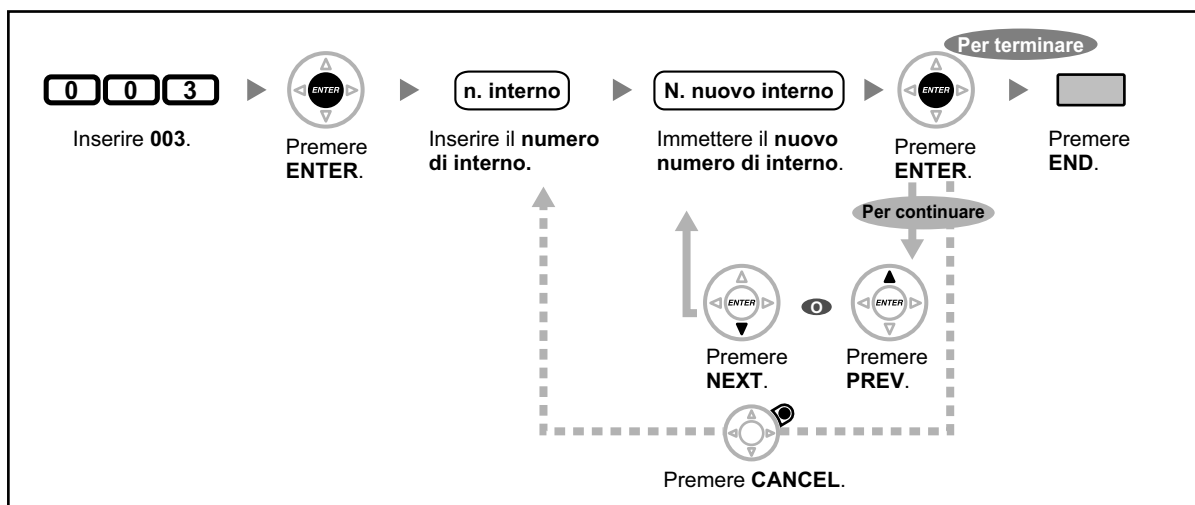 Per terminare
0 0 3
ENTER
n. interno
N. nuovo interno
ENTER
Inserire 003.
Premere
ENTER.
Inserire il numero
di interno.
Immettere il nuovo
numero di interno.
Premere
ENTER.
Premere
END.
Per continuare
ENTER
O
ENTER
Premere
NEXT.
Premere
PREV.
Premere CANCEL.